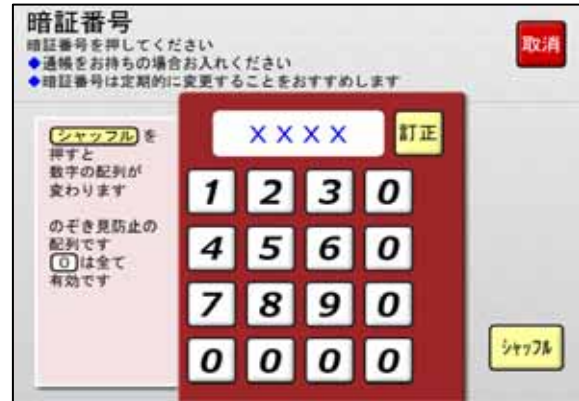 暗証番号
暗証番号を押してください
◆通帳をお持ちの場合お入れください
◆暗証番号は定期的に変更することをおすすめします
取消
シャッフル を
押すと
数字の配列が
変わります
のぞき見防止の
配列です
0 は全て
有効です
×××× 訂正
1 2 3 0
4 5 6 0
7 8 9 0
0 0 0 0
シャッフル